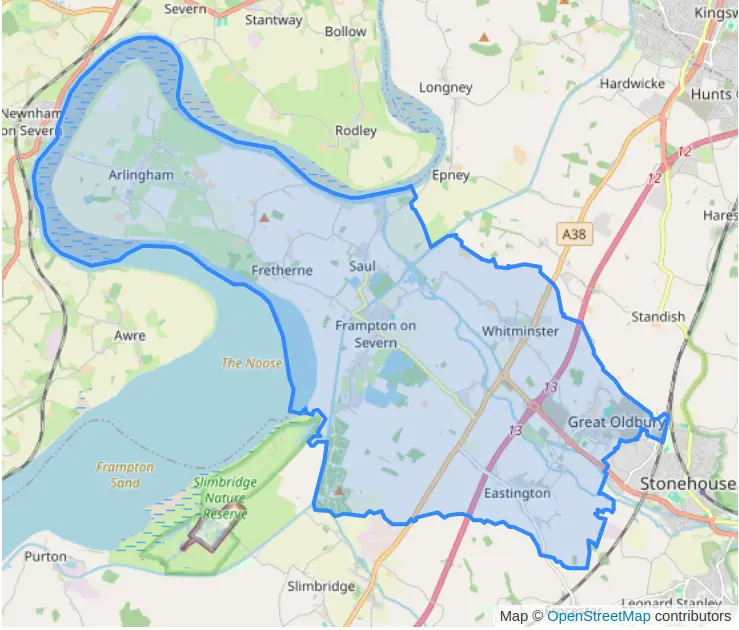 Severn
Stantway
Bollow
Kingsw
Longney
Hardwicke
Hunts
Newnham
on Severn
Rodley
12
12
Arlingham
Epney
Hares
A38
Fretherne
Saul
Standish
Frampton on
Severn
Whitminster
Awre
The Noose
13
13
Great Oldbury
Frampton
Sand
Slimbridge
Nature
Reserve
Stonehouse
Eastington
Purton
Slimbridge
Leonard Stanley
Map © OpenStreetMap contributors